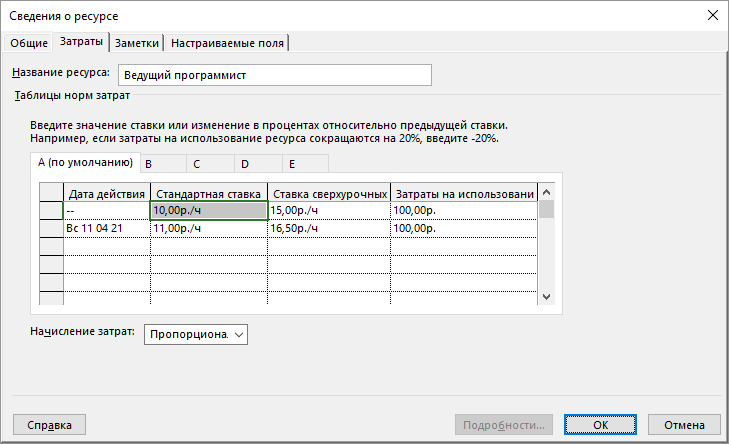 Сведения о ресурсе
Общие Затраты Заметки Настраиваемые поля
Название ресурса: Ведущий программист
Таблицы норм затрат
Введите значение ставки или изменение в процентах относительно предыдущей ставки.
Например, если затраты на использование ресурса сокращаются на 20%, введите -20%.
A (по умолчанию) B C D E
Дата действия Стандартная ставка Ставка сверхурочных Затраты на использовани
-- 10,00р./ч 15,00р./ч 100,00р.
Вс 11 04 21 11,00р./ч 16,50р./ч 100,00р.
Начисление затрат: Пропорциона.
Справка Подробности... ОК Отмена